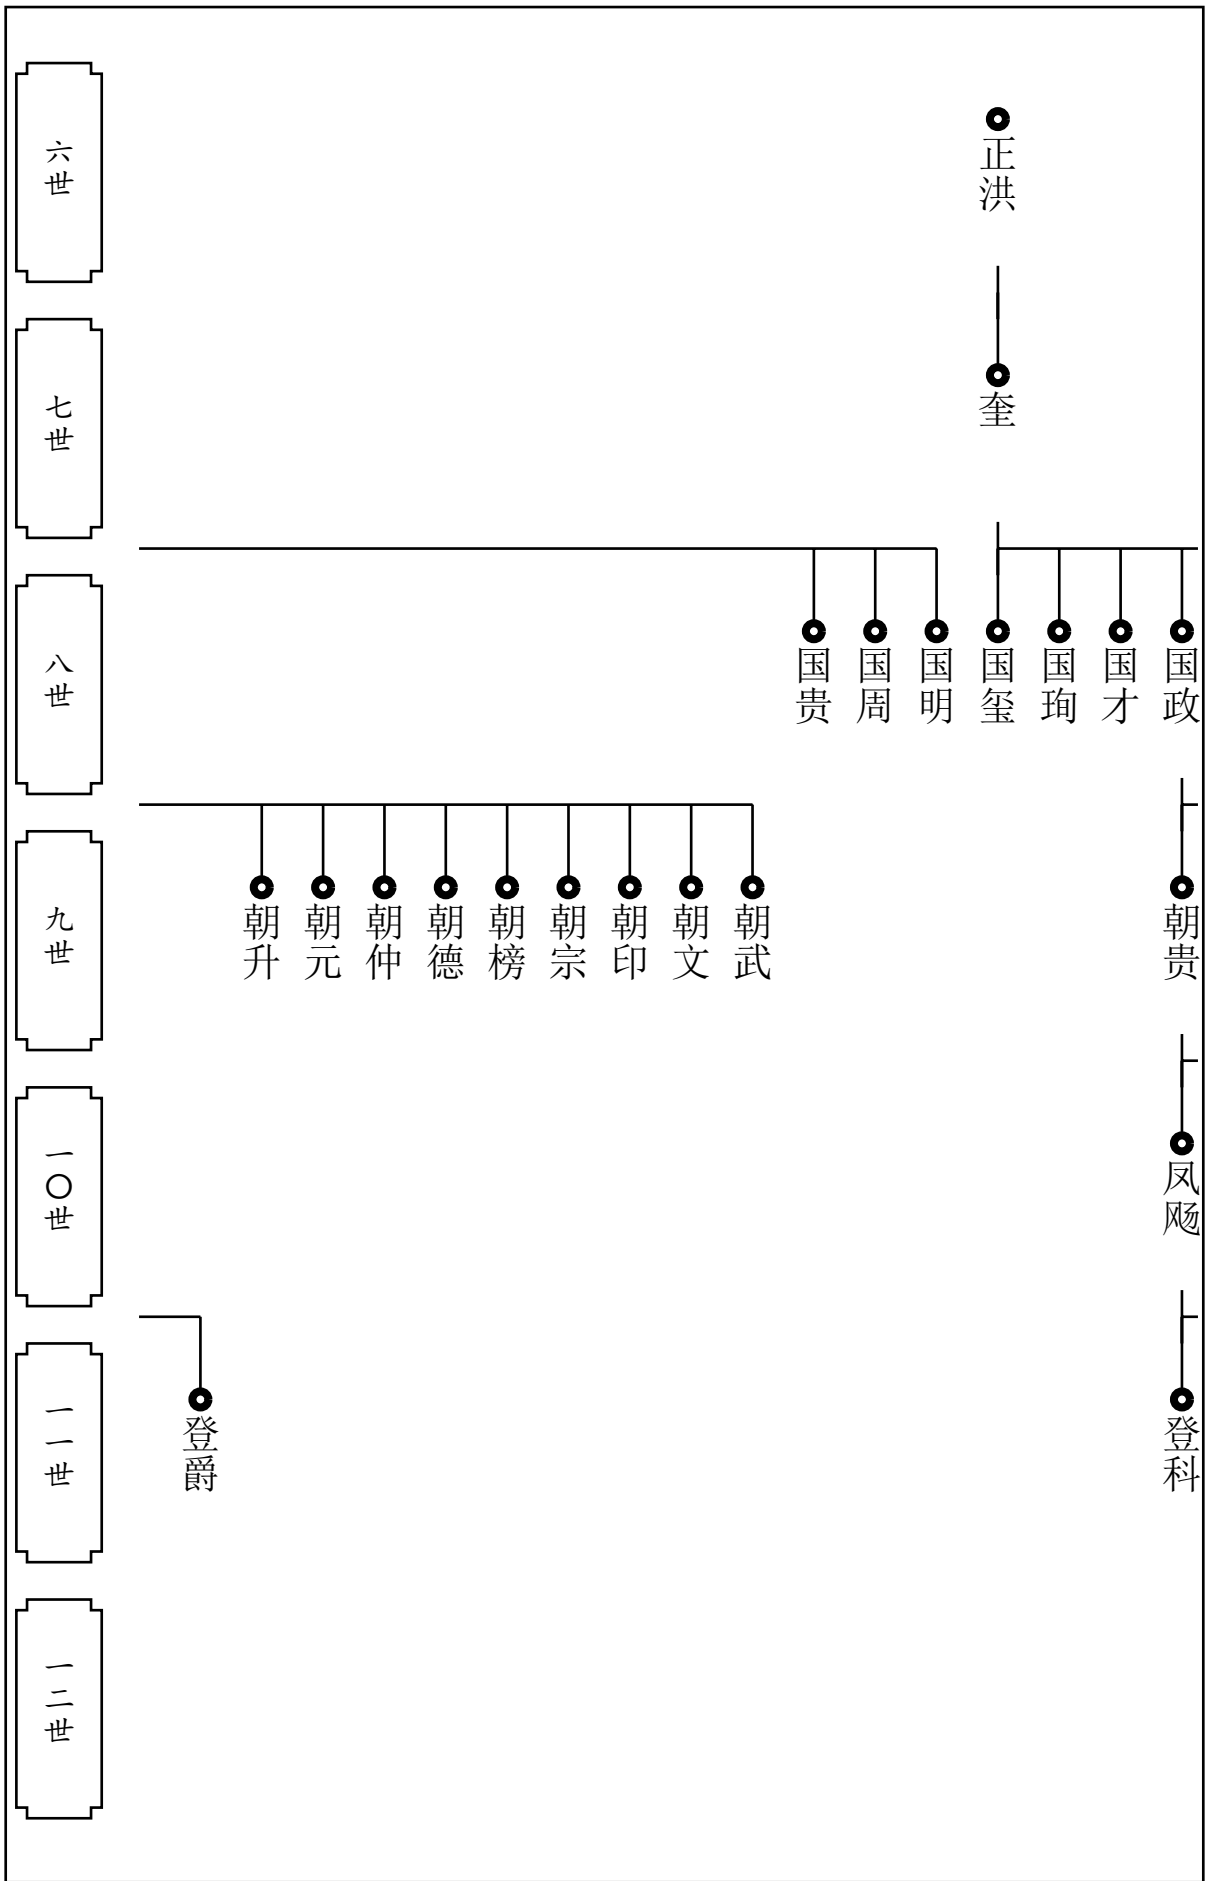 六世
正洪
七世
奎
八世
国政
国才
国珣
国玺
国明
国周
国贵
九世
朝贵
朝武
朝文
朝印
朝宗
朝榜
朝德
朝仲
朝元
朝升
一〇世
凤飏
一一世
登科
登爵
一二世